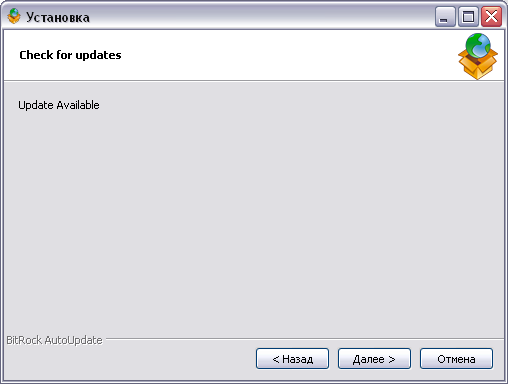 Установка
Check for updates
Update Available
BitRock AutoUpdate
< Назад
Далее >
Отмена